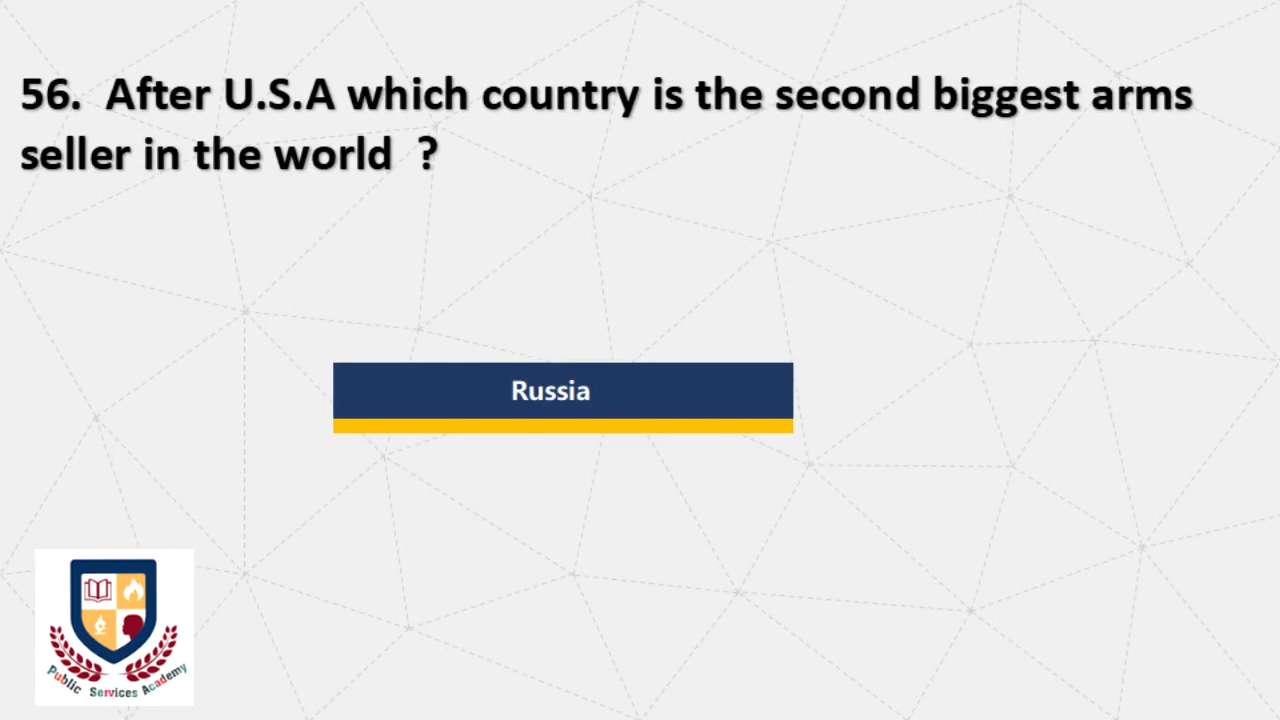 56.  After U.S.A which country is the second biggest arms
seller in the world  ?
Russia
Public Services Academy